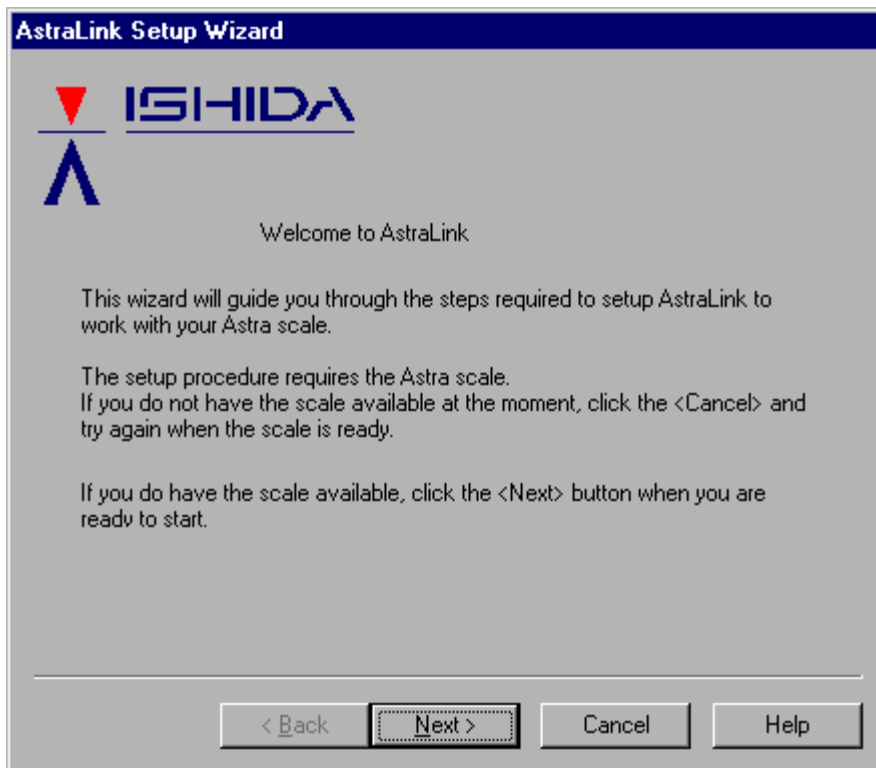 AstraLink Setup Wizard
ISHIDA
Welcome to AstraLink
This wizard will guide you through the steps required to setup AstraLink to
work with your Astra scale.
The setup procedure requires the Astra scale.
If you do not have the scale available at the moment, click the <Cancel> and
try again when the scale is ready.
If you do have the scale available, click the <Next> button when you are
ready to start.
< Back Next > Cancel Help